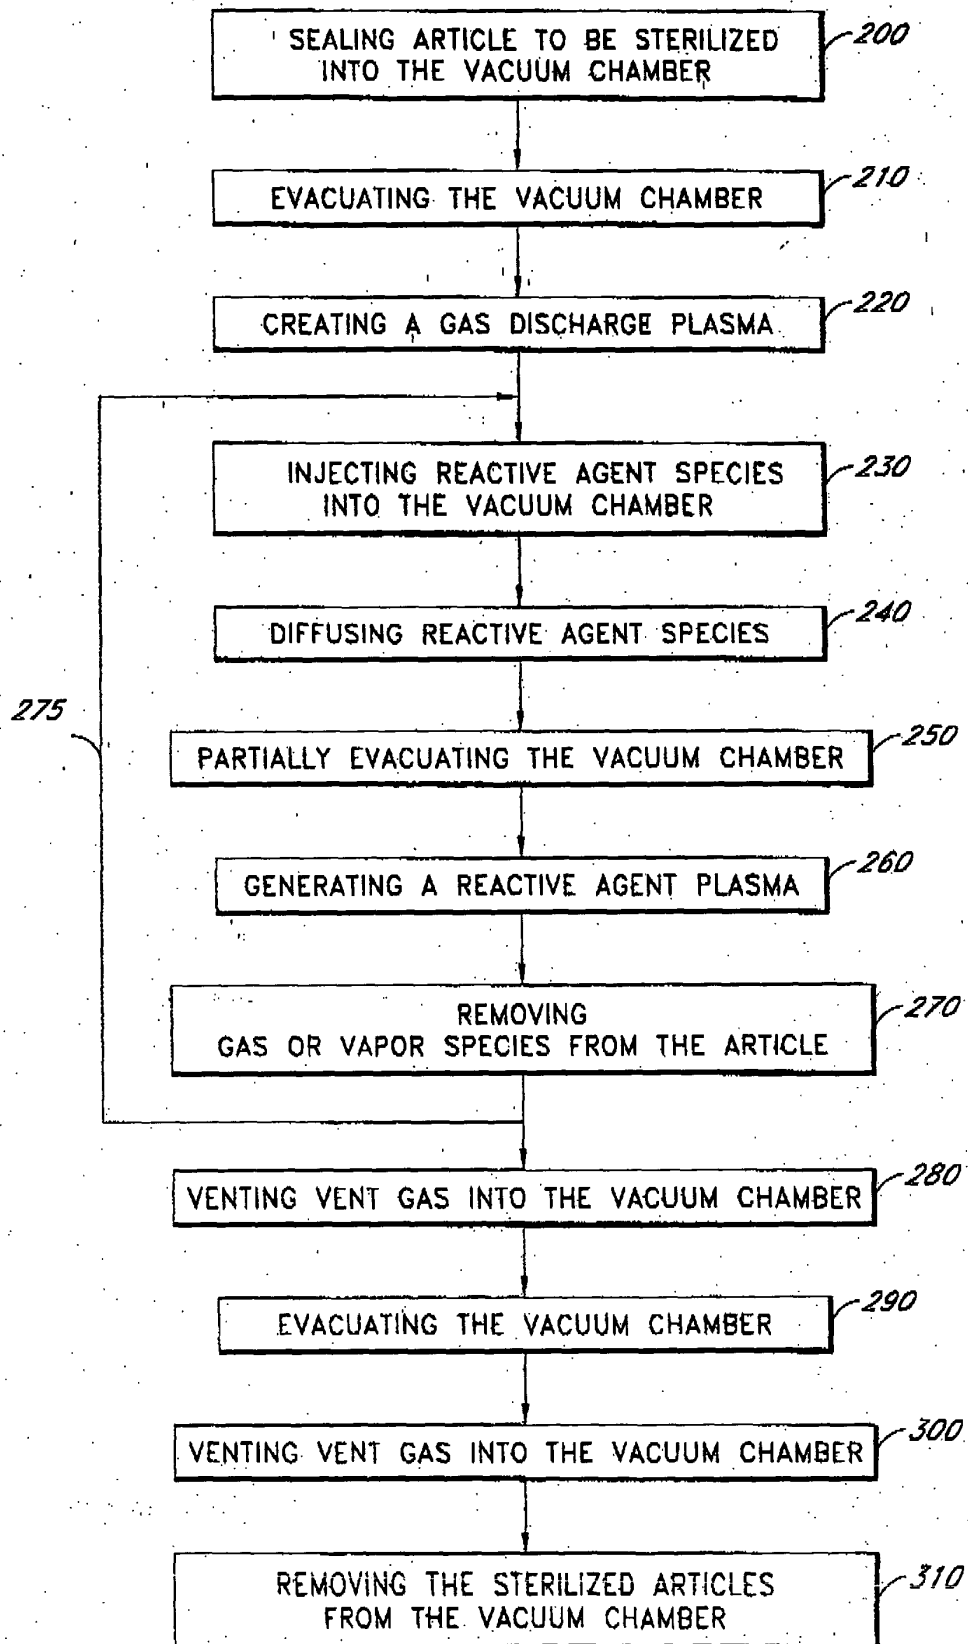 SEALING ARTICLE TO BE STERILIZED
INTO THE VACUUM CHAMBER
200
EVACUATING THE VACUUM CHAMBER
210
CREATING A GAS DISCHARGE PLASMA
220
INJECTING REACTIVE AGENT SPECIES
INTO THE VACUUM CHAMBER
230
DIFFUSING REACTIVE AGENT SPECIES
240
275
PARTIALLY EVACUATING THE VACUUM CHAMBER
250
GENERATING A REACTIVE AGENT PLASMA
260
REMOVING
GAS OR VAPOR SPECIES FROM THE ARTICLE
270
VENTING VENT GAS INTO THE VACUUM CHAMBER
280
EVACUATING THE VACUUM CHAMBER
290
VENTING VENT GAS INTO THE VACUUM CHAMBER
300
REMOVING THE STERILIZED ARTICLES
FROM THE VACUUM CHAMBER
310